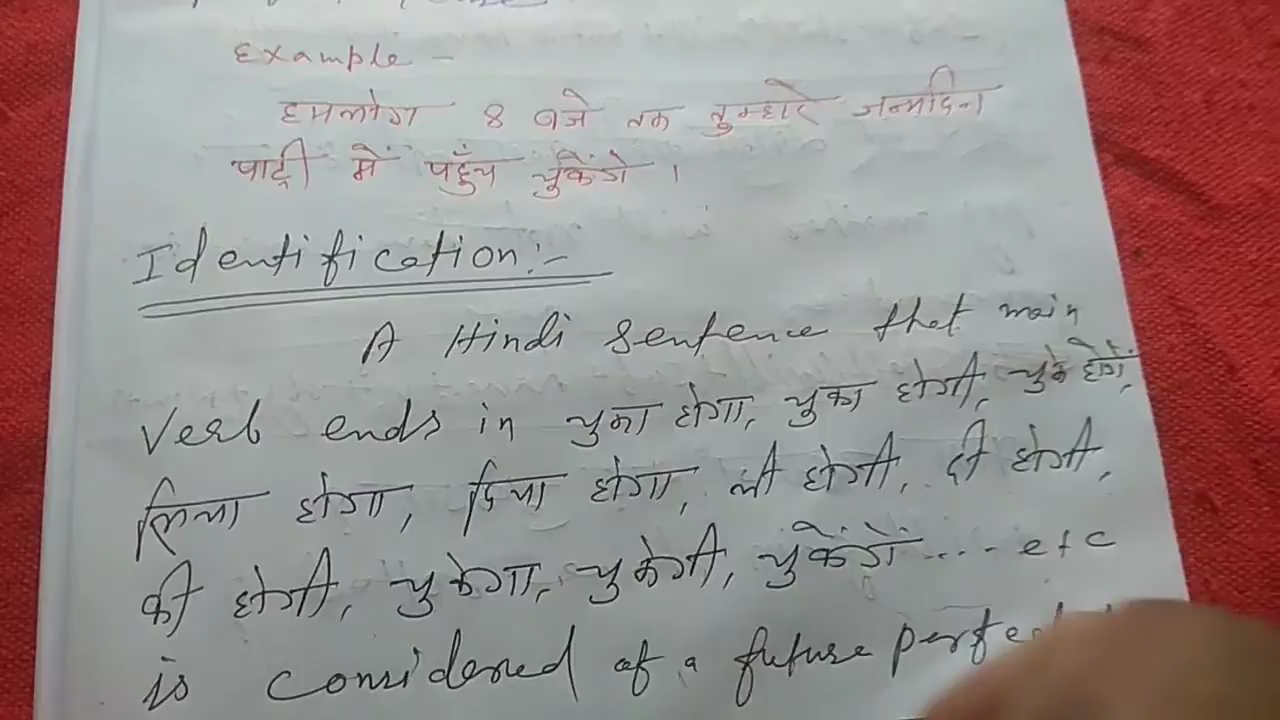 Example -
हमलोग 8 बजे तक तुम्हारे जन्मदिन
पार्टी में पहुँच चुकेंगे ।
Identification:-
A Hindi sentence that main
verb ends in चुका होगा, चुका होगी, चुके होंगे,
लिया होगा, दिया होगा, ली होगी, दी होगी,
की होगी, चुकेगा, चुकेगी, चुकेंगे .... etc
is considered of a future perfect